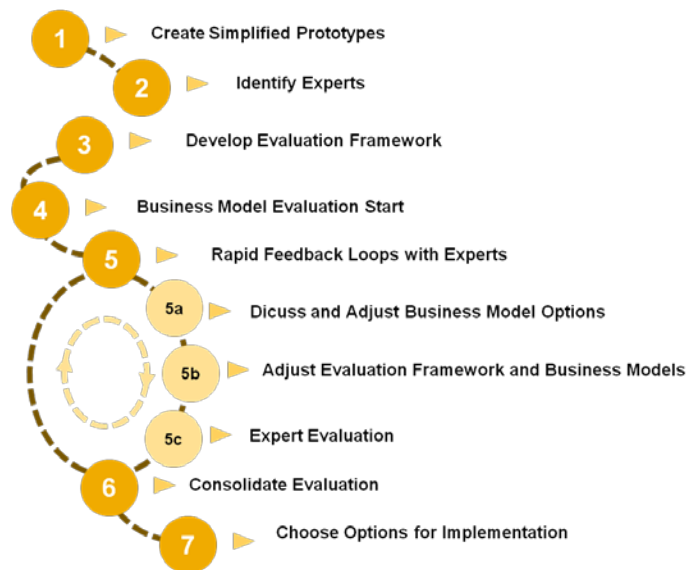 1 Create Simplified Prototypes
2 Identify Experts
3 Develop Evaluation Framework
4 Business Model Evaluation Start
5 Rapid Feedback Loops with Experts
5a Dicuss and Adjust Business Model Options
5b Adjust Evaluation Framework and Business Models
5c Expert Evaluation
6 Consolidate Evaluation
7 Choose Options for Implementation